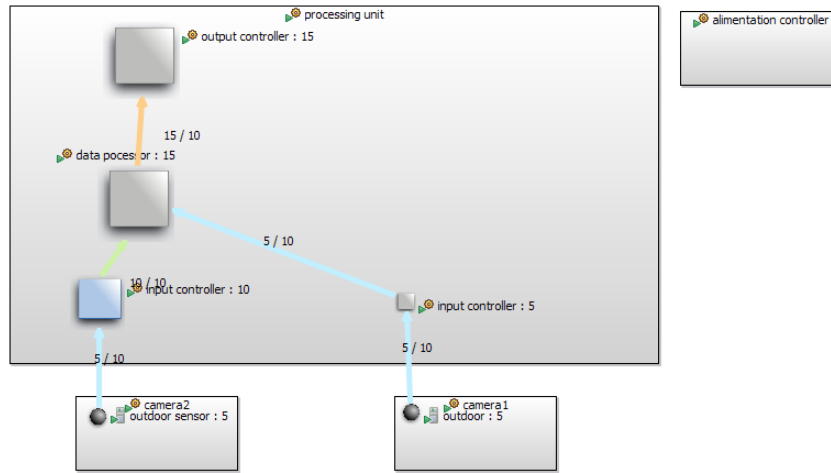 processing unit
alimentation controller
output controller : 15
15 / 10
data pocessor : 15
5 / 10
10 / 10
input controller : 10
input controller : 5
5 / 10
5 / 10
camera2
outdoor sensor : 5
camera1
outdoor : 5